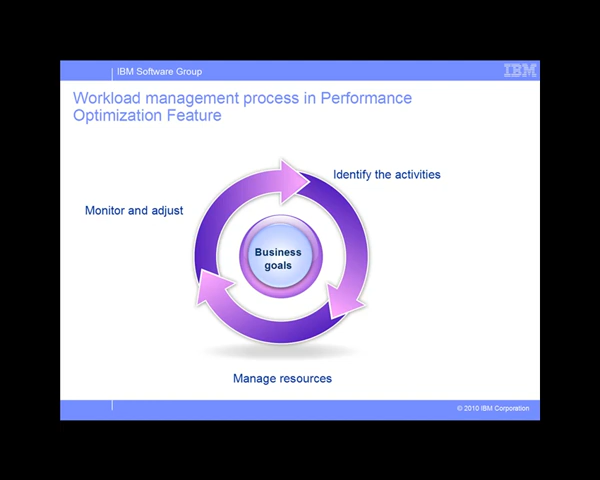 IBM Software Group
IBM
Workload management process in Performance
Optimization Feature
Identify the activities
Monitor and adjust
Business
goals
Manage resources
© 2010 IBM Corporation